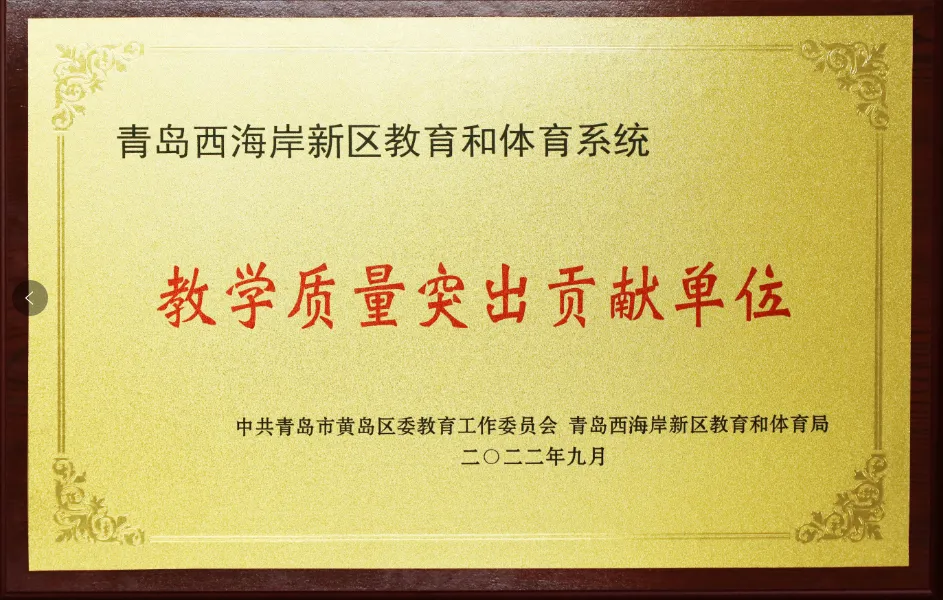 青岛西海岸新区教育和体育系统
教学质量突出贡献单位
中共青岛市黄岛区委教育工作委员会 青岛西海岸新区教育和体育局
二〇二二年九月